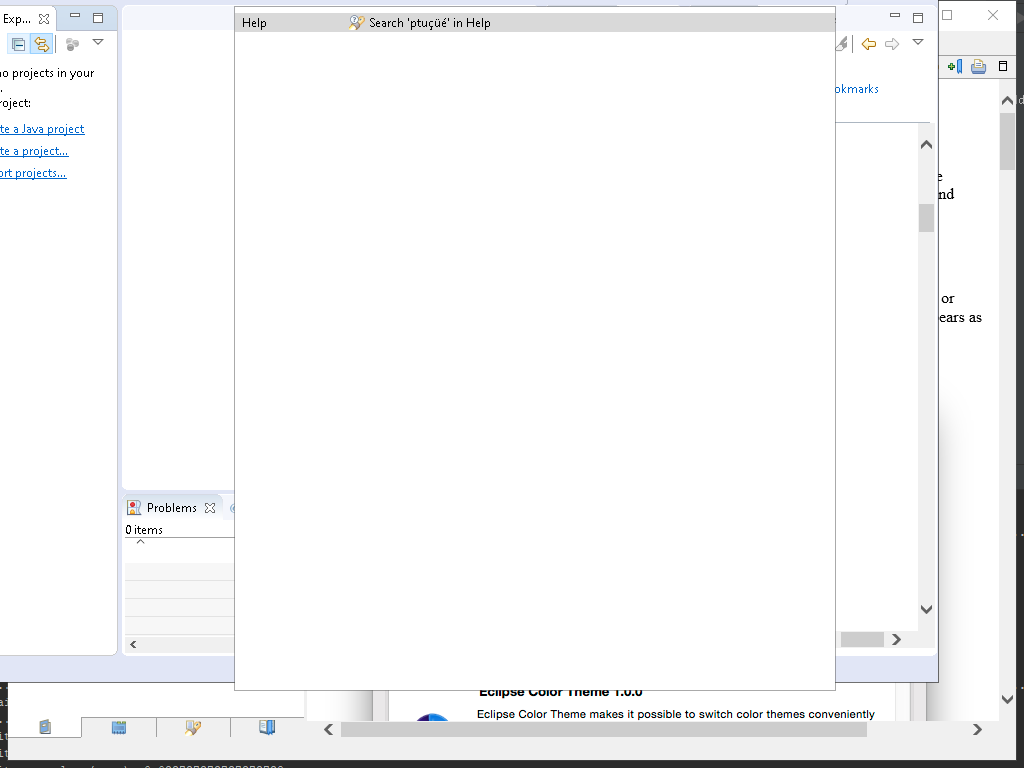 Exp...
Help
Search 'ptuçüé' in Help
no projects in your
.
roject:
te a Java project
te a project...
ort projects...
okmarks
nd
or
ears as
Problems
0 items
Eclipse Color Theme 1.0.0
Eclipse Color Theme makes it possible to switch color themes conveniently